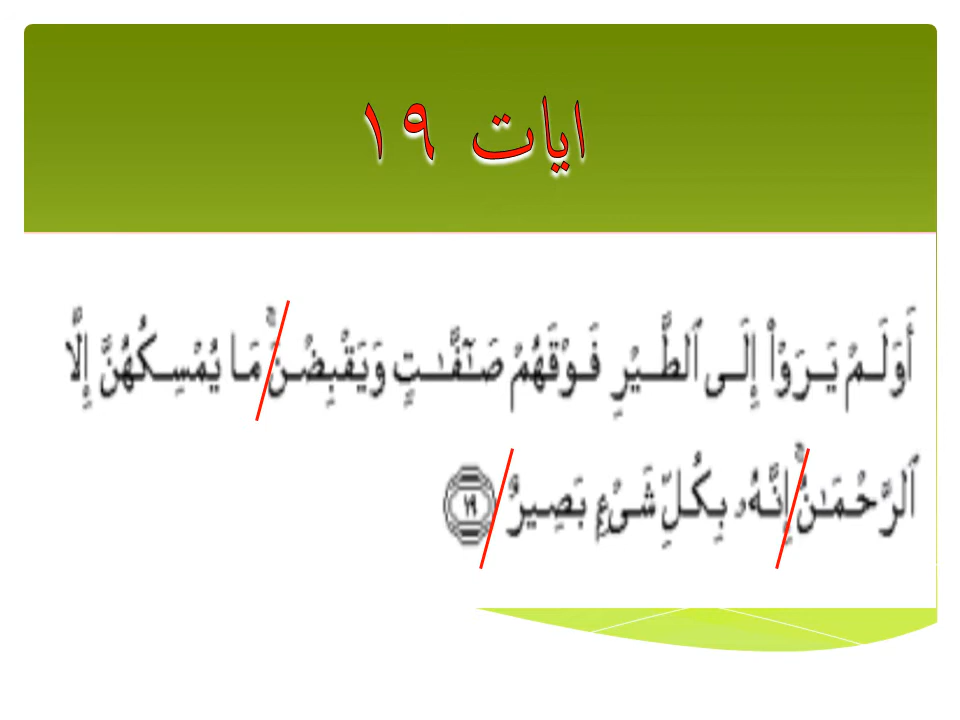 ايات ١٩
أَوَلَمْ يَرَوْا۟ إِلَى ٱلطَّيْرِ فَوْقَهُمْ صَـٰٓفَّـٰتٍ وَيَقْبِضْنَ ۚ مَا يُمْسِكُهُنَّ إِلَّا
ٱلرَّحْمَـٰنُ ۚ إِنَّهُۥ بِكُلِّ شَىْءٍۭ بَصِيرٌ ١٩